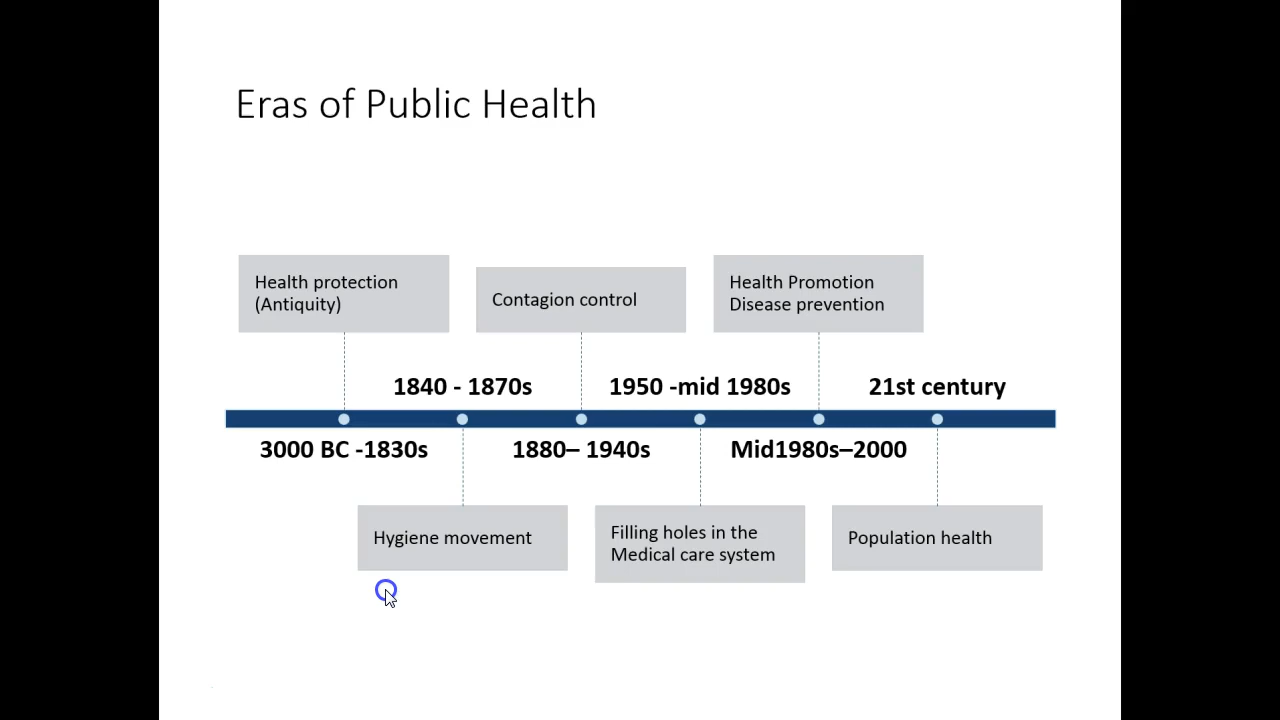 Eras of Public Health
Health protection
(Antiquity)
Contagion control
Health Promotion
Disease prevention
1840 - 1870s
1950 -mid 1980s
21st century
3000 BC -1830s
1880– 1940s
Mid1980s–2000
Hygiene movement
Filling holes in the
Medical care system
Population health